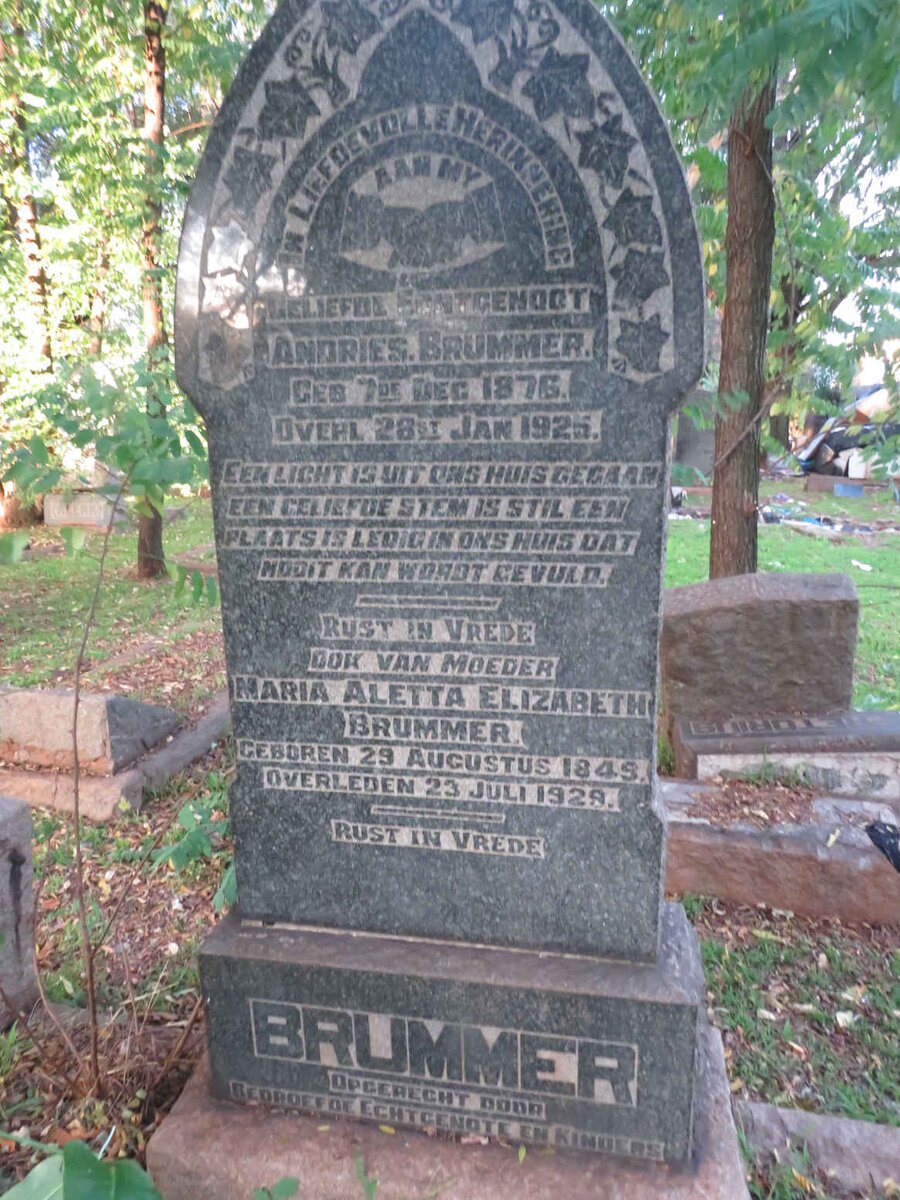 IN LIEFDEVOLLE HERINNERING
AAN MY
GELIEFDE ECHTGENOOT
ANDRIES. BRUMMER.
GEB 7DE DEC 1876.
OVERL 28ST JAN 1925.
EEN LICHT IS UIT ONS HUIS GEGAAN
EEN GELIEFDE STEM IS STIL EEN
PLAATS IS LEDIG IN ONS HUIS DAT
NOOIT KAN WORDT GEVULD.
RUST IN VREDE
OOK VAN MOEDER
MARIA ALETTA ELIZABETH
BRUMMER.
GEBOREN 29 AUGUSTUS 1849.
OVERLEDEN 23 JULI 1929.
RUST IN VREDE
BRUMMER
OPGERECHT DOOR
BEDROEFDE ECHTGENOTE EN KINDERS